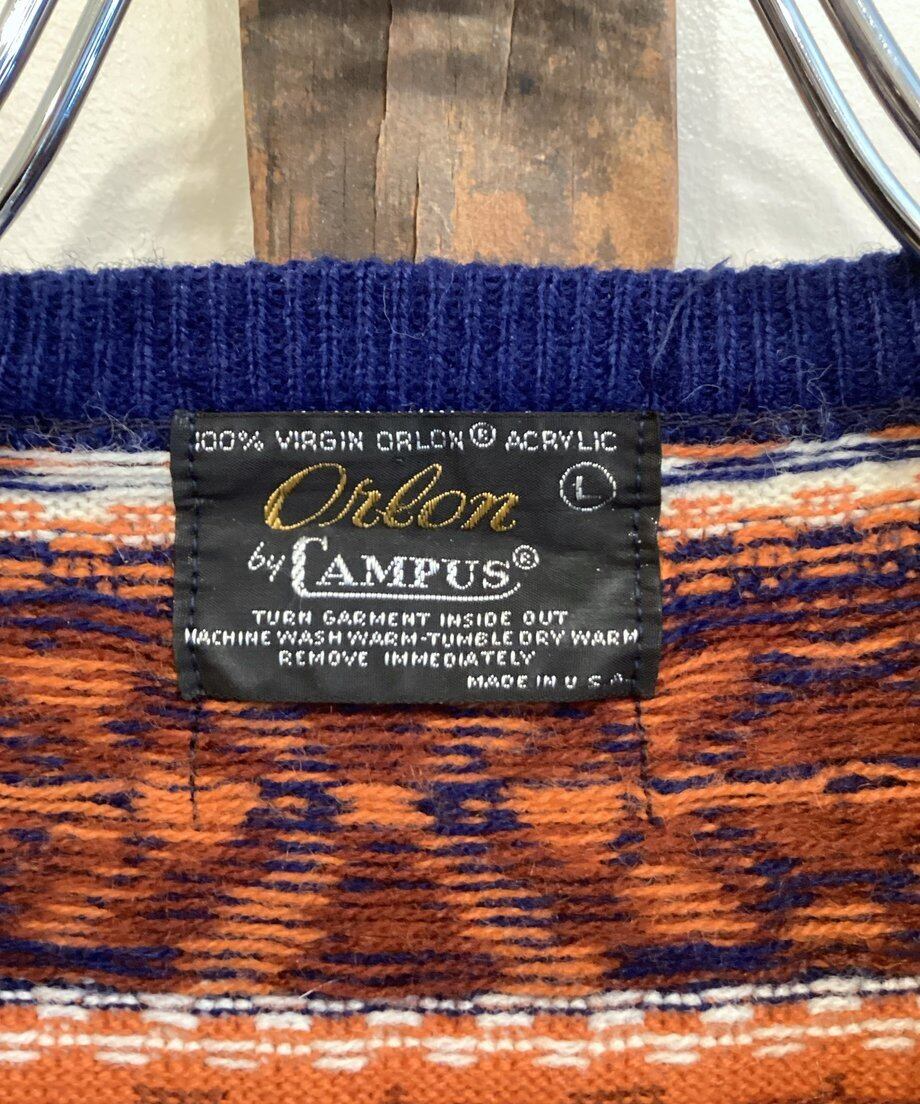 100% VIRGIN ORLON® ACRYLIC
Orlon
L
by CAMPUS®
TURN GARMENT INSIDE OUT
MACHINE WASH WARM-TUMBLE DRY WARM
REMOVE IMMEDIATELY
MADE IN U S A